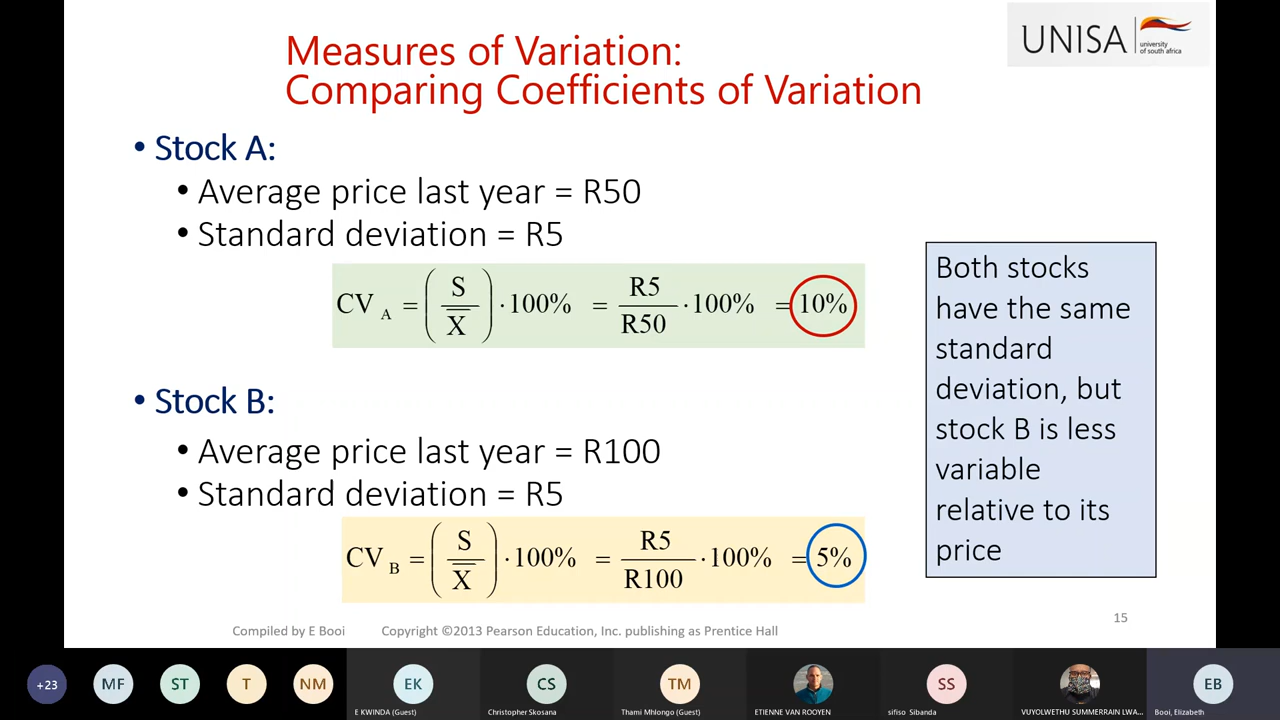 Measures of Variation:
Comparing Coefficients of Variation
UNISA
university
of south africa
• Stock A:
• Average price last year = R50
• Standard deviation = R5
CV A = ( S / X̅ ) · 100% = R5 / R50 · 100% = 10%
• Stock B:
• Average price last year = R100
• Standard deviation = R5
CV B = ( S / X̅ ) · 100% = R5 / R100 · 100% = 5%
Both stocks
have the same
standard
deviation, but
stock B is less
variable
relative to its
price
Compiled by E Booi Copyright ©2013 Pearson Education, Inc. publishing as Prentice Hall
15
+23 MF ST T NM EK CS TM SS EB
E KWINDA (Guest) Christopher Skosana Thami Mhlongo (Guest) ETIENNE VAN ROOYEN sifiso Sibanda VUYOLWETHU SUMMERRAIN LWA... Booi, Elizabeth